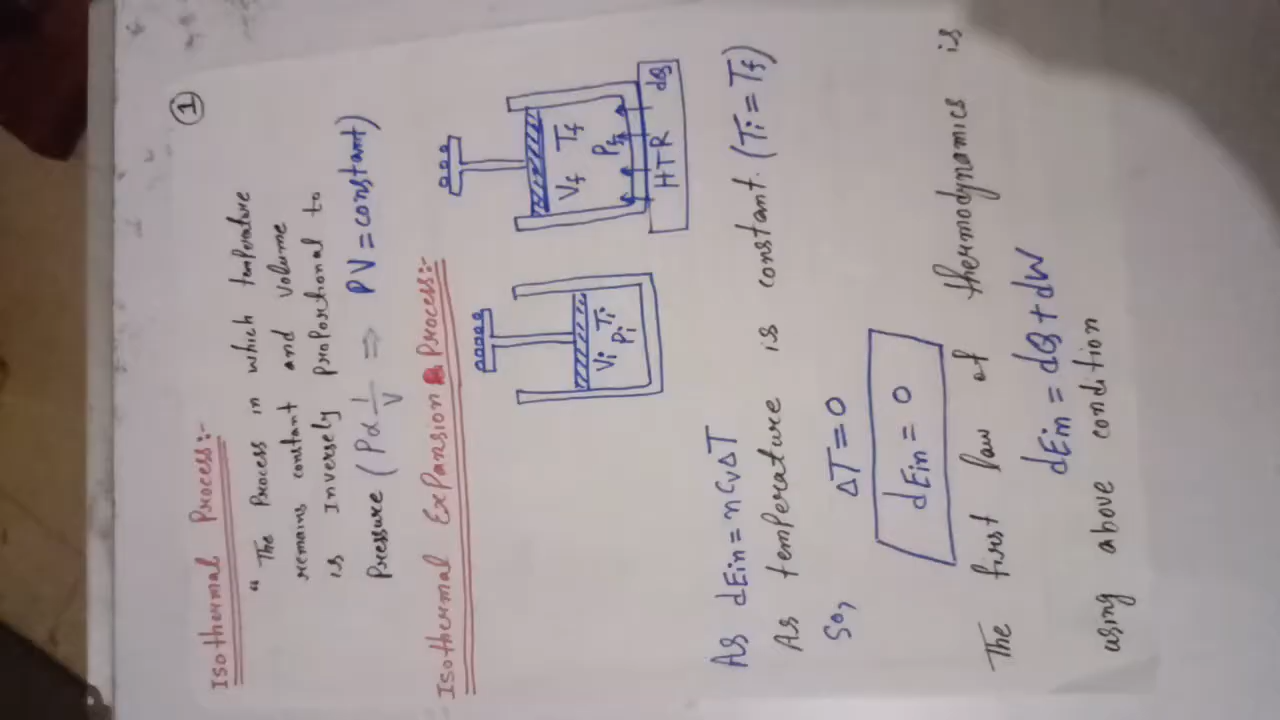 ①
Isothermal Process:-
" The Process in which temperature
remains constant and Volume
is Inversely proportional to
Pressure (P∝1/V ⇒ PV = constant)
Isothermal Expansion Process:-
Vi Ti
Pi
Vf Tf
Pf
HTR dQ
As dEin = nCvΔT
As temperature is constant. (Ti = Tf)
So, ΔT = 0
dEin = 0
The first law of thermodynamics is
dEin = dQ + dW
using above condition